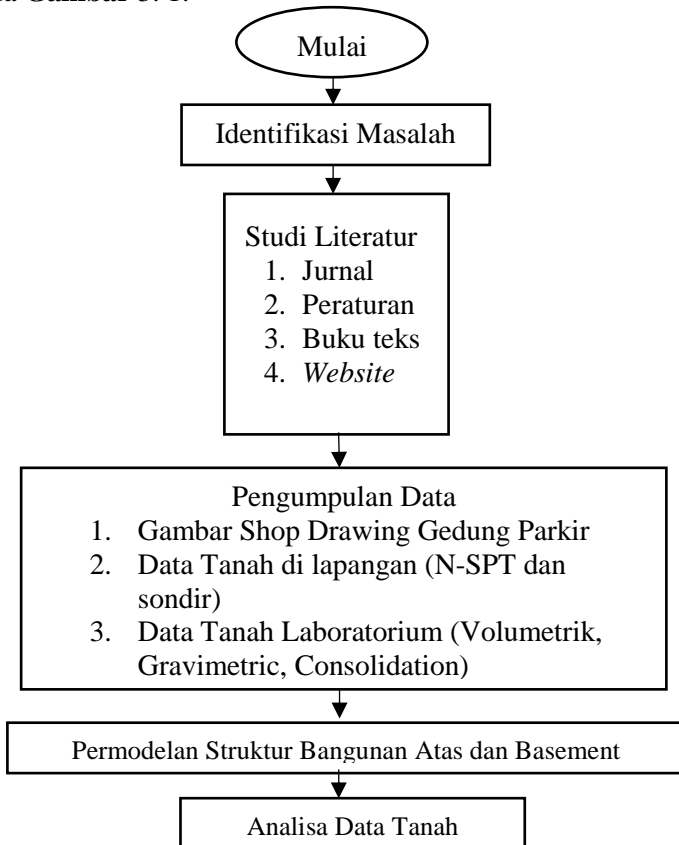 Gambar 3. 1.
Mulai
Identifikasi Masalah
Studi Literatur
1. Jurnal
2. Peraturan
3. Buku teks
4. Website
Pengumpulan Data
1. Gambar Shop Drawing Gedung Parkir
2. Data Tanah di lapangan (N-SPT dan
sondir)
3. Data Tanah Laboratorium (Volumetrik,
Gravimetric, Consolidation)
Permodelan Struktur Bangunan Atas dan Basement
Analisa Data Tanah